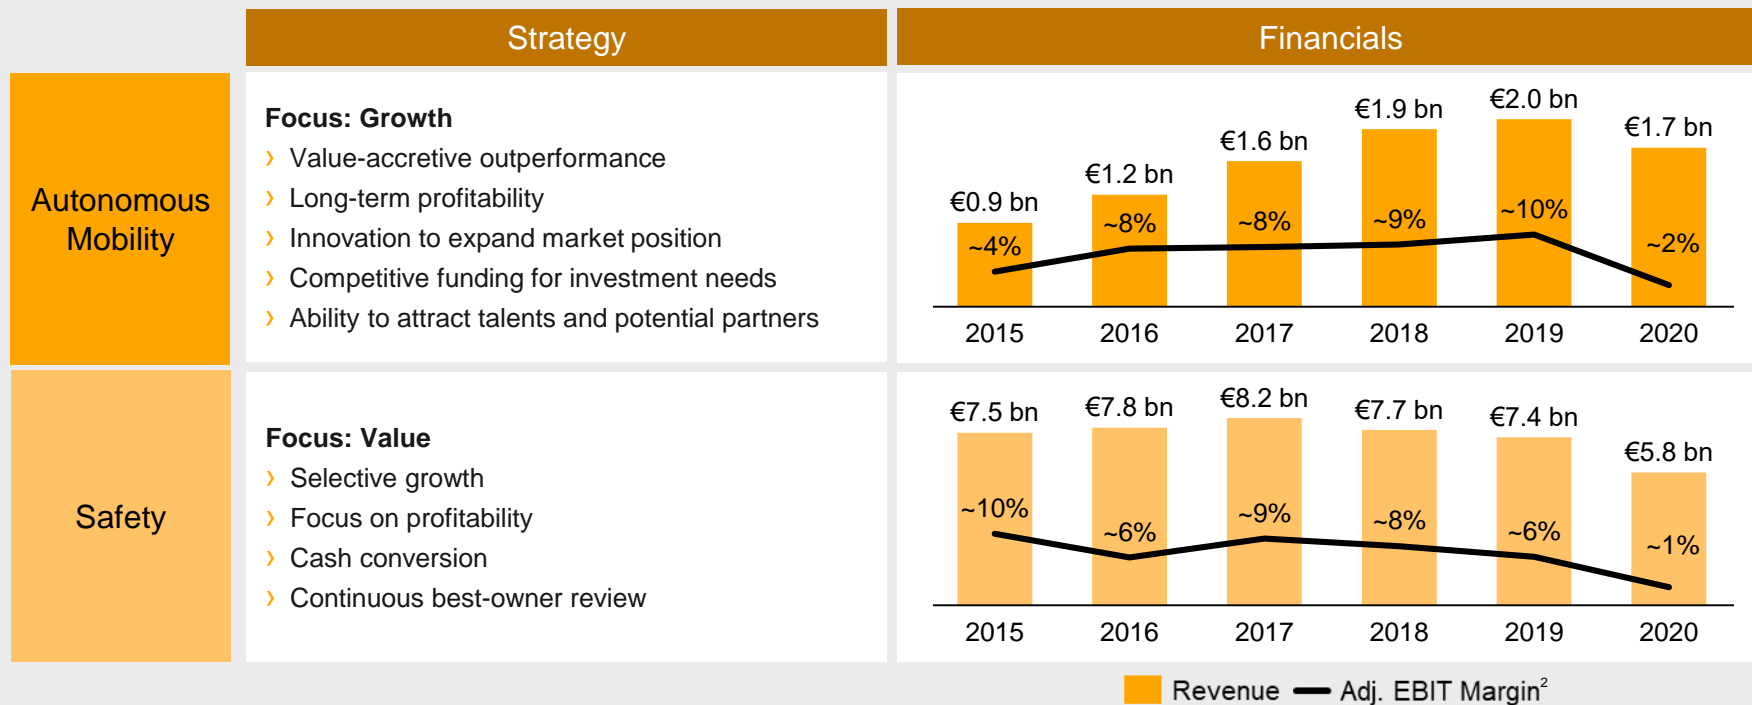 Strategy
Financials
Autonomous
Mobility
Focus: Growth
› Value-accretive outperformance
› Long-term profitability
› Innovation to expand market position
› Competitive funding for investment needs
› Ability to attract talents and potential partners
€0.9 bn
€1.2 bn
€1.6 bn
€1.9 bn
€2.0 bn
€1.7 bn
~4%
~8%
~8%
~9%
~10%
~2%
2015 2016 2017 2018 2019 2020
Safety
Focus: Value
› Selective growth
› Focus on profitability
› Cash conversion
› Continuous best-owner review
€7.5 bn
€7.8 bn
€8.2 bn
€7.7 bn
€7.4 bn
€5.8 bn
~10%
~6%
~9%
~8%
~6%
~1%
2015 2016 2017 2018 2019 2020
Revenue Adj. EBIT Margin²